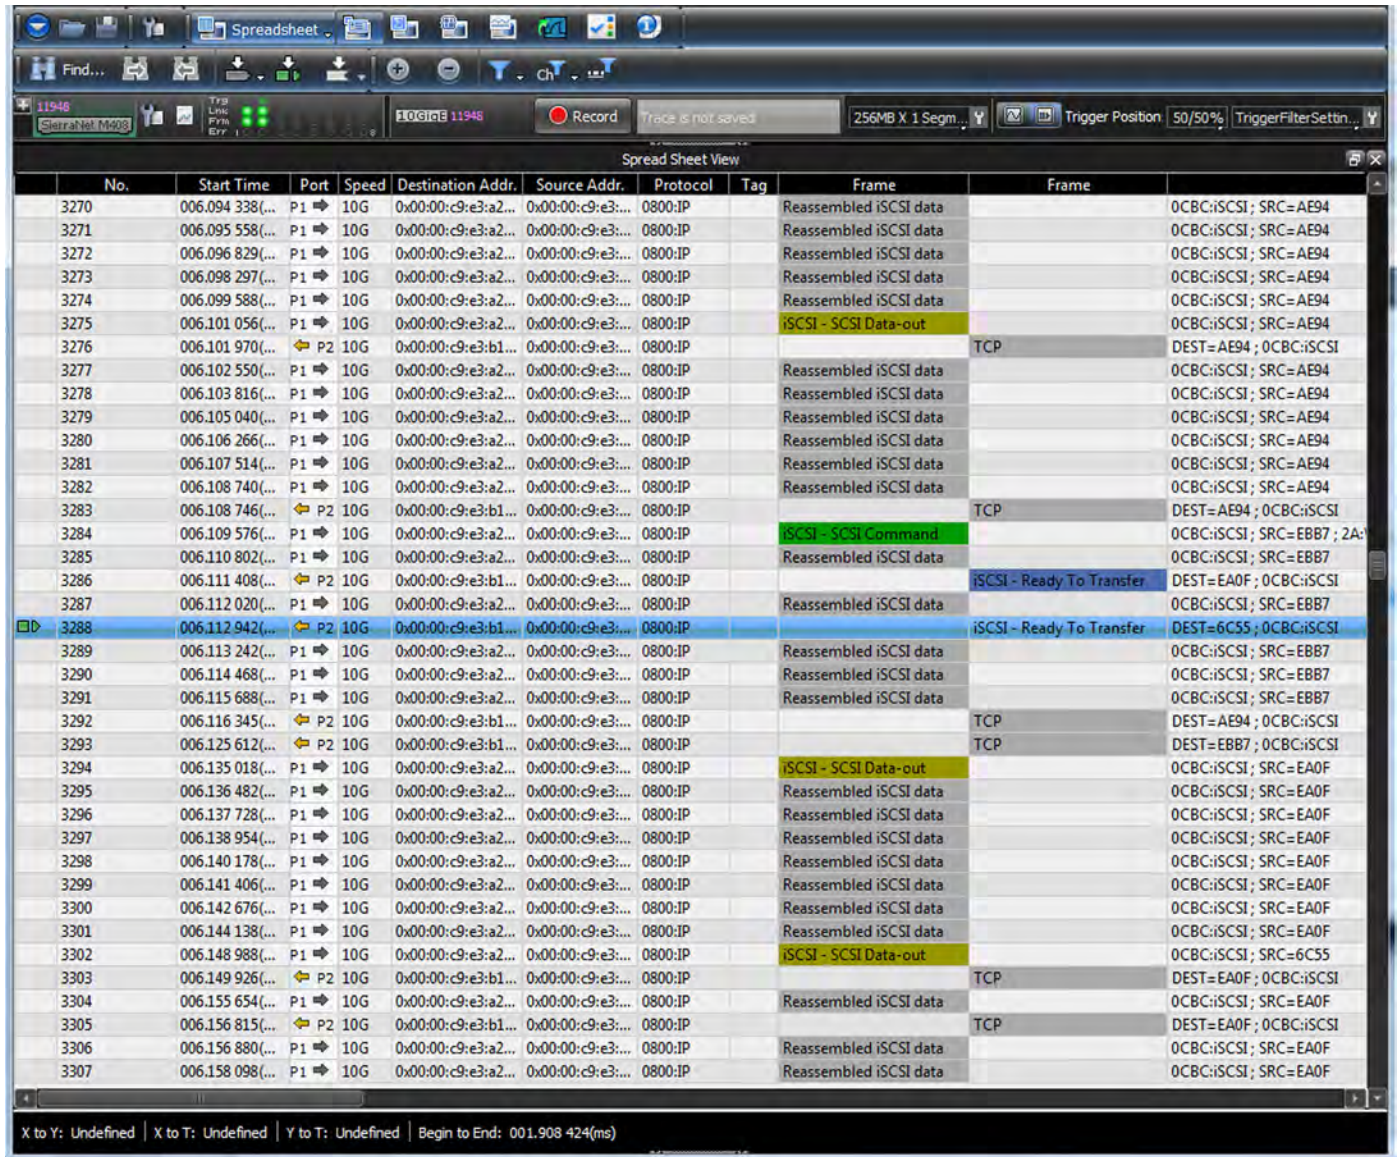 Spreadsheet
Find... Ch
11948 Trg
Lnk
SierraNet M408 Frm
Err
10GigE 11948 Record Trace is not saved 256MB X 1 Segm... Trigger Position 50/50% TriggerFilterSettin...
Spread Sheet View
No. Start Time Port Speed Destination Addr. Source Addr. Protocol Tag Frame Frame
3270 006.094 338(... P1 10G 0x00:00:c9:e3:a2... 0x00:00:c9:e3:... 0800:IP Reassembled iSCSI data 0CBC:iSCSI ; SRC=AE94
3271 006.095 558(... P1 10G 0x00:00:c9:e3:a2... 0x00:00:c9:e3:... 0800:IP Reassembled iSCSI data 0CBC:iSCSI ; SRC=AE94
3272 006.096 829(... P1 10G 0x00:00:c9:e3:a2... 0x00:00:c9:e3:... 0800:IP Reassembled iSCSI data 0CBC:iSCSI ; SRC=AE94
3273 006.098 297(... P1 10G 0x00:00:c9:e3:a2... 0x00:00:c9:e3:... 0800:IP Reassembled iSCSI data 0CBC:iSCSI ; SRC=AE94
3274 006.099 588(... P1 10G 0x00:00:c9:e3:a2... 0x00:00:c9:e3:... 0800:IP Reassembled iSCSI data 0CBC:iSCSI ; SRC=AE94
3275 006.101 056(... P1 10G 0x00:00:c9:e3:a2... 0x00:00:c9:e3:... 0800:IP iSCSI - SCSI Data-out 0CBC:iSCSI ; SRC=AE94
3276 006.101 970(... P2 10G 0x00:00:c9:e3:b1... 0x00:00:c9:e3:... 0800:IP TCP DEST=AE94 ; 0CBC:iSCSI
3277 006.102 550(... P1 10G 0x00:00:c9:e3:a2... 0x00:00:c9:e3:... 0800:IP Reassembled iSCSI data 0CBC:iSCSI ; SRC=AE94
3278 006.103 816(... P1 10G 0x00:00:c9:e3:a2... 0x00:00:c9:e3:... 0800:IP Reassembled iSCSI data 0CBC:iSCSI ; SRC=AE94
3279 006.105 040(... P1 10G 0x00:00:c9:e3:a2... 0x00:00:c9:e3:... 0800:IP Reassembled iSCSI data 0CBC:iSCSI ; SRC=AE94
3280 006.106 266(... P1 10G 0x00:00:c9:e3:a2... 0x00:00:c9:e3:... 0800:IP Reassembled iSCSI data 0CBC:iSCSI ; SRC=AE94
3281 006.107 514(... P1 10G 0x00:00:c9:e3:a2... 0x00:00:c9:e3:... 0800:IP Reassembled iSCSI data 0CBC:iSCSI ; SRC=AE94
3282 006.108 740(... P1 10G 0x00:00:c9:e3:a2... 0x00:00:c9:e3:... 0800:IP Reassembled iSCSI data 0CBC:iSCSI ; SRC=AE94
3283 006.108 746(... P2 10G 0x00:00:c9:e3:b1... 0x00:00:c9:e3:... 0800:IP TCP DEST=AE94 ; 0CBC:iSCSI
3284 006.109 576(... P1 10G 0x00:00:c9:e3:a2... 0x00:00:c9:e3:... 0800:IP iSCSI - SCSI Command 0CBC:iSCSI ; SRC=EBB7 ; 2A:
3285 006.110 802(... P1 10G 0x00:00:c9:e3:a2... 0x00:00:c9:e3:... 0800:IP Reassembled iSCSI data 0CBC:iSCSI ; SRC=EBB7
3286 006.111 408(... P2 10G 0x00:00:c9:e3:b1... 0x00:00:c9:e3:... 0800:IP iSCSI - Ready To Transfer DEST=EA0F ; 0CBC:iSCSI
3287 006.112 020(... P1 10G 0x00:00:c9:e3:a2... 0x00:00:c9:e3:... 0800:IP Reassembled iSCSI data 0CBC:iSCSI ; SRC=EBB7
3288 006.112 942(... P2 10G 0x00:00:c9:e3:b1... 0x00:00:c9:e3:... 0800:IP iSCSI - Ready To Transfer DEST=6C55 ; 0CBC:iSCSI
3289 006.113 242(... P1 10G 0x00:00:c9:e3:a2... 0x00:00:c9:e3:... 0800:IP Reassembled iSCSI data 0CBC:iSCSI ; SRC=EBB7
3290 006.114 468(... P1 10G 0x00:00:c9:e3:a2... 0x00:00:c9:e3:... 0800:IP Reassembled iSCSI data 0CBC:iSCSI ; SRC=EBB7
3291 006.115 688(... P1 10G 0x00:00:c9:e3:a2... 0x00:00:c9:e3:... 0800:IP Reassembled iSCSI data 0CBC:iSCSI ; SRC=EBB7
3292 006.116 345(... P2 10G 0x00:00:c9:e3:b1... 0x00:00:c9:e3:... 0800:IP TCP DEST=AE94 ; 0CBC:iSCSI
3293 006.125 612(... P2 10G 0x00:00:c9:e3:b1... 0x00:00:c9:e3:... 0800:IP TCP DEST=EBB7 ; 0CBC:iSCSI
3294 006.135 018(... P1 10G 0x00:00:c9:e3:a2... 0x00:00:c9:e3:... 0800:IP iSCSI - SCSI Data-out 0CBC:iSCSI ; SRC=EA0F
3295 006.136 482(... P1 10G 0x00:00:c9:e3:a2... 0x00:00:c9:e3:... 0800:IP Reassembled iSCSI data 0CBC:iSCSI ; SRC=EA0F
3296 006.137 728(... P1 10G 0x00:00:c9:e3:a2... 0x00:00:c9:e3:... 0800:IP Reassembled iSCSI data 0CBC:iSCSI ; SRC=EA0F
3297 006.138 954(... P1 10G 0x00:00:c9:e3:a2... 0x00:00:c9:e3:... 0800:IP Reassembled iSCSI data 0CBC:iSCSI ; SRC=EA0F
3298 006.140 178(... P1 10G 0x00:00:c9:e3:a2... 0x00:00:c9:e3:... 0800:IP Reassembled iSCSI data 0CBC:iSCSI ; SRC=EA0F
3299 006.141 406(... P1 10G 0x00:00:c9:e3:a2... 0x00:00:c9:e3:... 0800:IP Reassembled iSCSI data 0CBC:iSCSI ; SRC=EA0F
3300 006.142 676(... P1 10G 0x00:00:c9:e3:a2... 0x00:00:c9:e3:... 0800:IP Reassembled iSCSI data 0CBC:iSCSI ; SRC=EA0F
3301 006.144 138(... P1 10G 0x00:00:c9:e3:a2... 0x00:00:c9:e3:... 0800:IP Reassembled iSCSI data 0CBC:iSCSI ; SRC=EA0F
3302 006.148 988(... P1 10G 0x00:00:c9:e3:a2... 0x00:00:c9:e3:... 0800:IP iSCSI - SCSI Data-out 0CBC:iSCSI ; SRC=6C55
3303 006.149 926(... P2 10G 0x00:00:c9:e3:b1... 0x00:00:c9:e3:... 0800:IP TCP DEST=EA0F ; 0CBC:iSCSI
3304 006.155 654(... P1 10G 0x00:00:c9:e3:a2... 0x00:00:c9:e3:... 0800:IP Reassembled iSCSI data 0CBC:iSCSI ; SRC=EA0F
3305 006.156 815(... P2 10G 0x00:00:c9:e3:b1... 0x00:00:c9:e3:... 0800:IP TCP DEST=EA0F ; 0CBC:iSCSI
3306 006.156 880(... P1 10G 0x00:00:c9:e3:a2... 0x00:00:c9:e3:... 0800:IP Reassembled iSCSI data 0CBC:iSCSI ; SRC=EA0F
3307 006.158 098(... P1 10G 0x00:00:c9:e3:a2... 0x00:00:c9:e3:... 0800:IP Reassembled iSCSI data 0CBC:iSCSI ; SRC=EA0F
X to Y: Undefined | X to T: Undefined | Y to T: Undefined | Begin to End: 001.908 424(ms)